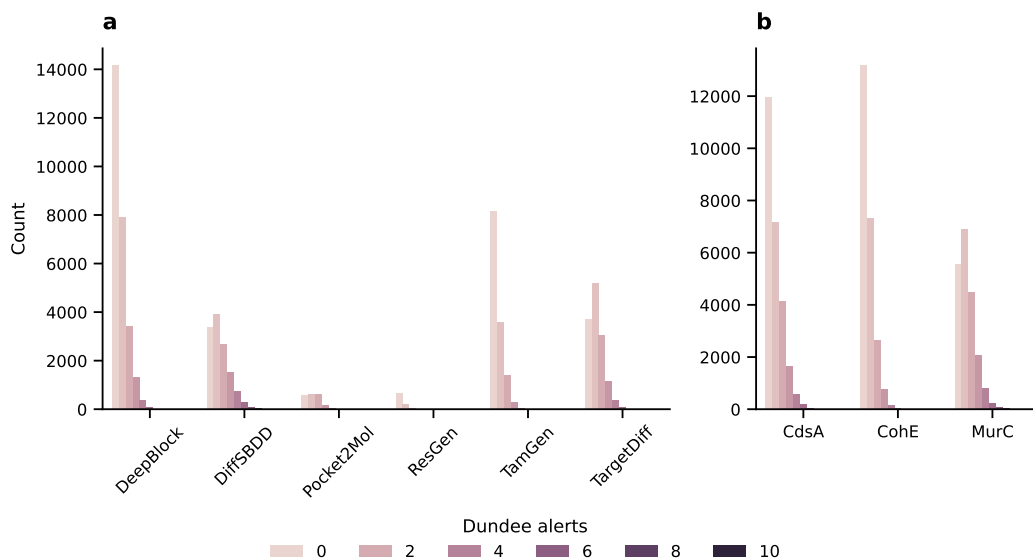 a
b
Count
14000
12000
10000
8000
6000
4000
2000
0
DeepBlock
DiffSBDD
Pocket2Mol
ResGen
TamGen
TargetDiff
12000
10000
8000
6000
4000
2000
0
CdsA
CohE
MurC
Dundee alerts
0 2 4 6 8 10